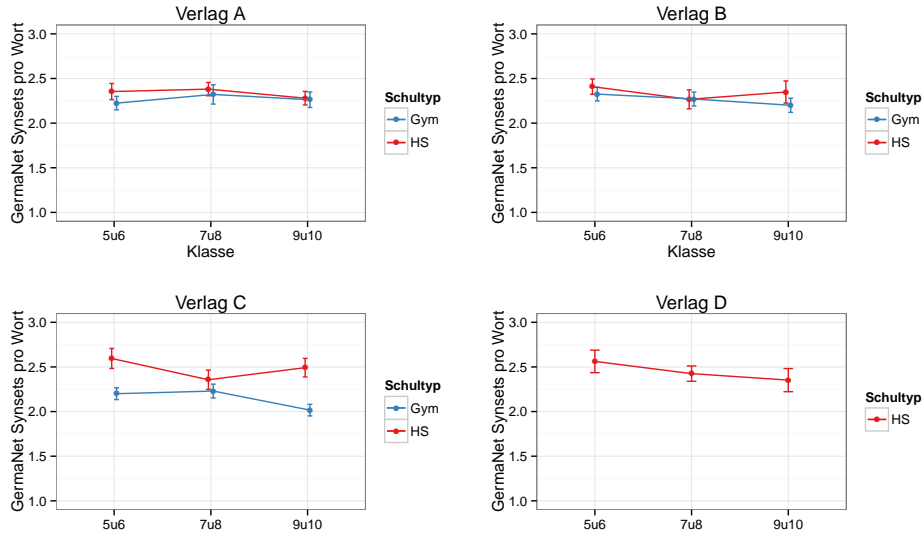 Verlag A
GermaNet Synsets pro Wort
3.0
2.5
2.0
1.5
1.0
5u6 7u8 9u10
Klasse
Schultyp
Gym
HS
Verlag B
GermaNet Synsets pro Wort
3.0
2.5
2.0
1.5
1.0
5u6 7u8 9u10
Klasse
Schultyp
Gym
HS
Verlag C
GermaNet Synsets pro Wort
3.0
2.5
2.0
1.5
1.0
5u6 7u8 9u10
Schultyp
Gym
HS
Verlag D
GermaNet Synsets pro Wort
3.0
2.5
2.0
1.5
1.0
5u6 7u8 9u10
Schultyp
HS